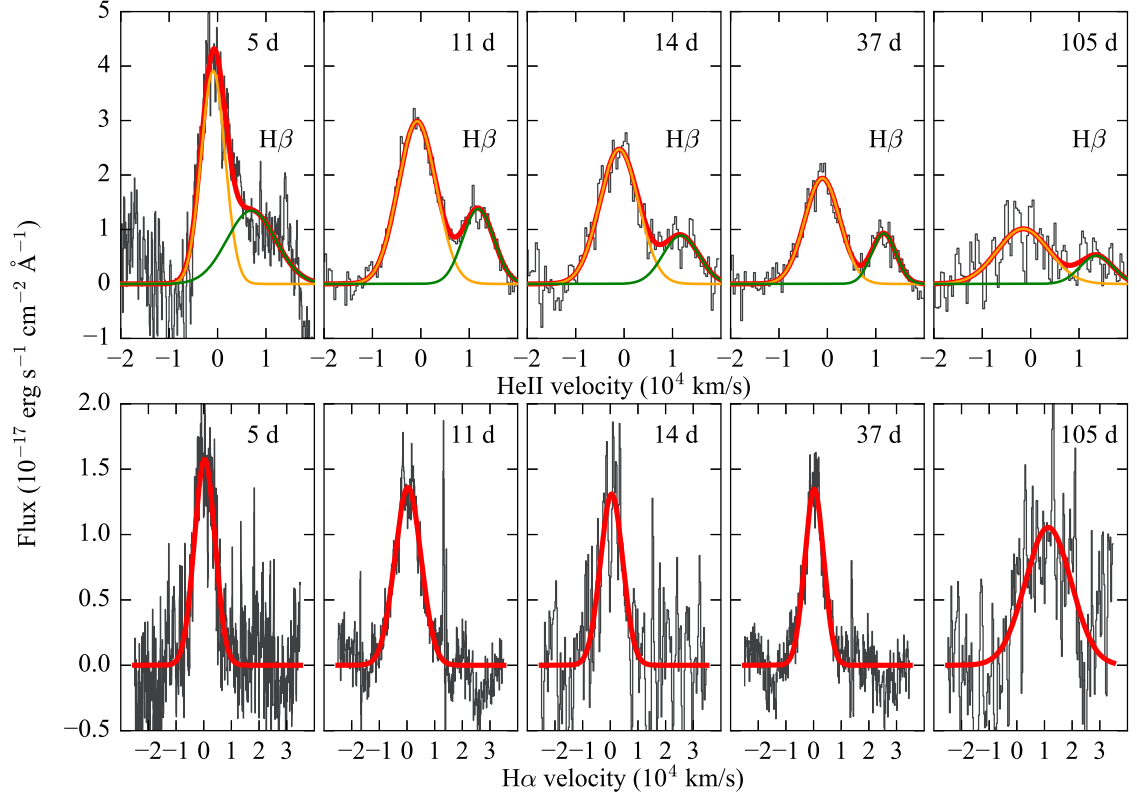 5 d 11 d 14 d 37 d 105 d
Hβ Hβ Hβ Hβ Hβ
5
4
3
2
1
0
−1
−2 −1 0 1 −2 −1 0 1 −2 −1 0 1 −2 −1 0 1 −2 −1 0 1
HeII velocity (10⁴ km/s)
Flux (10⁻¹⁷ erg s⁻¹ cm⁻² Å⁻¹)
5 d 11 d 14 d 37 d 105 d
2.0
1.5
1.0
0.5
0.0
−0.5
−2 −1 0 1 2 3 −2 −1 0 1 2 3 −2 −1 0 1 2 3 −2 −1 0 1 2 3 −2 −1 0 1 2 3
Hα velocity (10⁴ km/s)